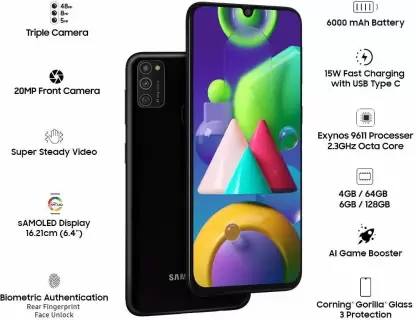 48MP
8MP
5MP
Triple Camera
20MP Front Camera
Super Steady Video
sAMOLED Display
16.21cm (6.4")
Biometric Authentication
Rear Fingerprint
Face Unlock
SAM
6000 mAh Battery
15W Fast Charging
with USB Type C
Exynos 9611 Processer
2.3GHz Octa Core
4GB / 64GB
6GB / 128GB
AI Game Booster
Corning® Gorilla® Glass
3 Protection